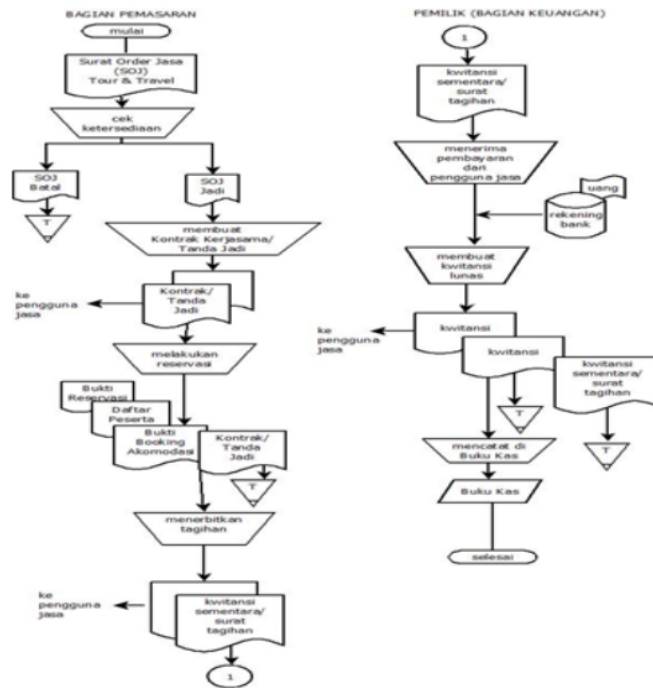 BAGIAN PEMASARAN
mulai
Surat Order Jasa
(SOJ)
Tour & Travel
cek
ketersediaan
SOJ
Batal
SOJ
Jadi
T
membuat
Kontrak Kerjasama/
Tanda Jadi
ke
pengguna
jasa
Kontrak/
Tanda
Jadi
melakukan
reservasi
Bukti
Reservasi
Daftar
Peserta
Bukti
Booking
Akomodasi
Kontrak/
Tanda
Jadi
T
menerbitkan
tagihan
ke
pengguna
jasa
kwitansi
sementara/
surat
tagihan
1
PEMILIK (BAGIAN KEUANGAN)
1
kwitansi
sementara/
surat
tagihan
menerima
pembayaran
dari
pengguna jasa
uang
rekening
bank
membuat
kwitansi
lunas
ke
pengguna
jasa
kwitansi
kwitansi
kwitansi
sementara/
surat
tagihan
T
T
mencatat di
Buku Kas
Buku Kas
selesai